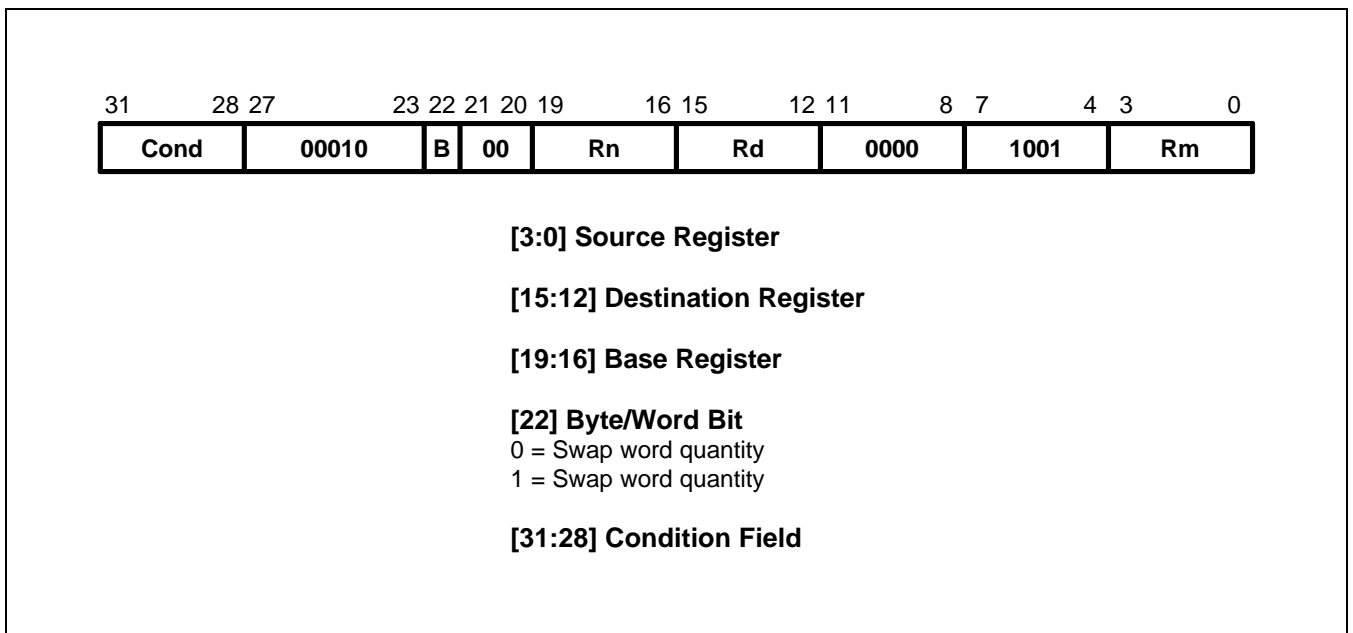 31 28 27 23 22 21 20 19 16 15 12 11 8 7 4 3 0
Cond 00010 B 00 Rn Rd 0000 1001 Rm
[3:0] Source Register
[15:12] Destination Register
[19:16] Base Register
[22] Byte/Word Bit
0 = Swap word quantity
1 = Swap word quantity
[31:28] Condition Field